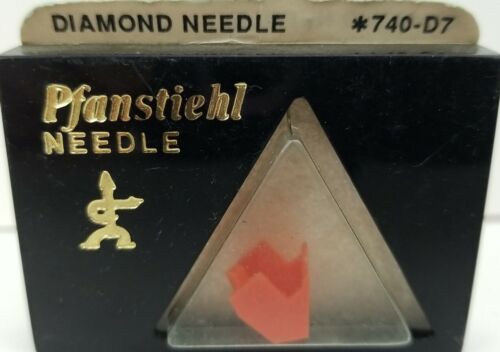 DIAMOND NEEDLE *740-D7
Pfanstiehl
NEEDLE